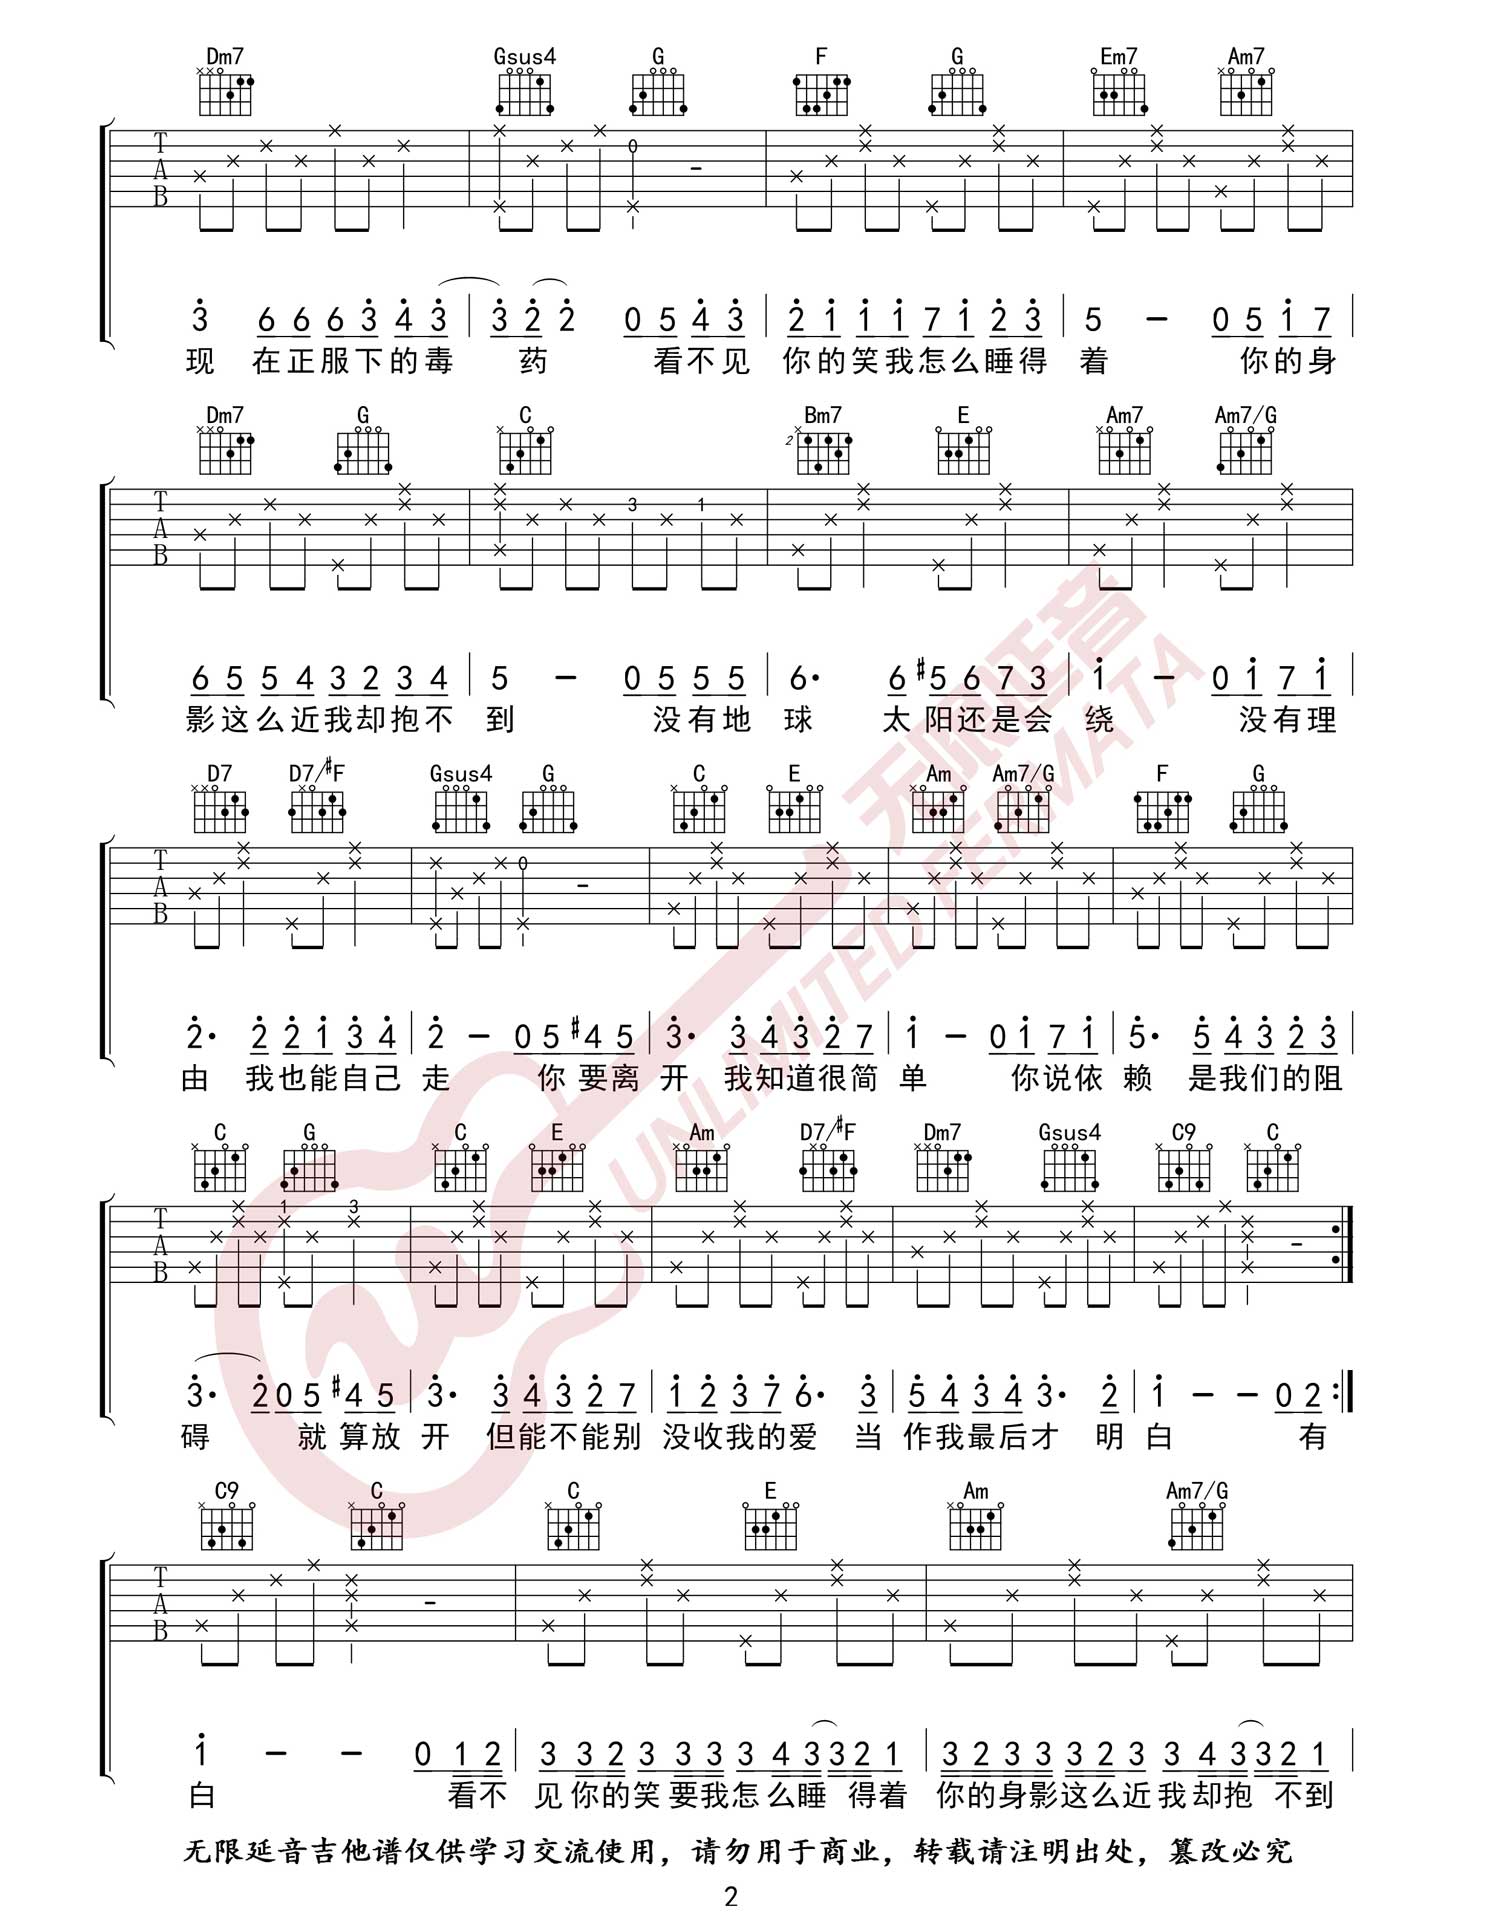 Dm7 Gsus4 G F G Em7 Am7
T A B 0 -
3 6 6 6 3 4 3 3 2 2 0 5 4 3 2 1 1 1 7 1 2 3 5 - 0 5 1 7
现 在正服下的毒 药 看不见 你的笑我怎么睡得 着 你的身
Dm7 G C Bm7 E Am7 Am7/G
2
T A B 3 1
6 5 5 4 3 2 3 4 5 - 0 5 5 5 6· 6 #5 6 7 3 1 - 0 1 7 1
影这么近我却抱不 到 没有地 球 太阳还是会 绕 没有理
D7 D7/#F Gsus4 G C E Am Am7/G F G
T A B 0 -
2· 2 2 1 3 4 2 - 0 5 #4 5 3· 3 4 3 2 7 1 - 0 1 7 1 5· 5 4 3 2 3
由 我也能自己 走 你要离 开 我知道很简 单 你说依 赖 是我们的阻
C G C E Am D7/#F Dm7 Gsus4 C9 C
T A B 1 3 -
3· 2 0 5 #4 5 3· 3 4 3 2 7 1 2 3 7 6· 3 5 4 3 4 3· 2 1 - - 0 2
碍 就算放 开 但能不能别 没收我的爱 当 作我最后才 明 白 有
C9 C C E Am Am7/G
T A B -
1 - - 0 1 2 3 3 2 3 3 3 3 4 3 3 2 1 3 2 3 3 3 2 3 3 4 3 3 2 1
白 看不 见你的笑要我怎么睡 得着 你的身影这么近我却抱 不到
无限延音吉他谱仅供学习交流使用，请勿用于商业，转载请注明出处，篡改必究
2
无限延音
UNLIMITED FERMATA